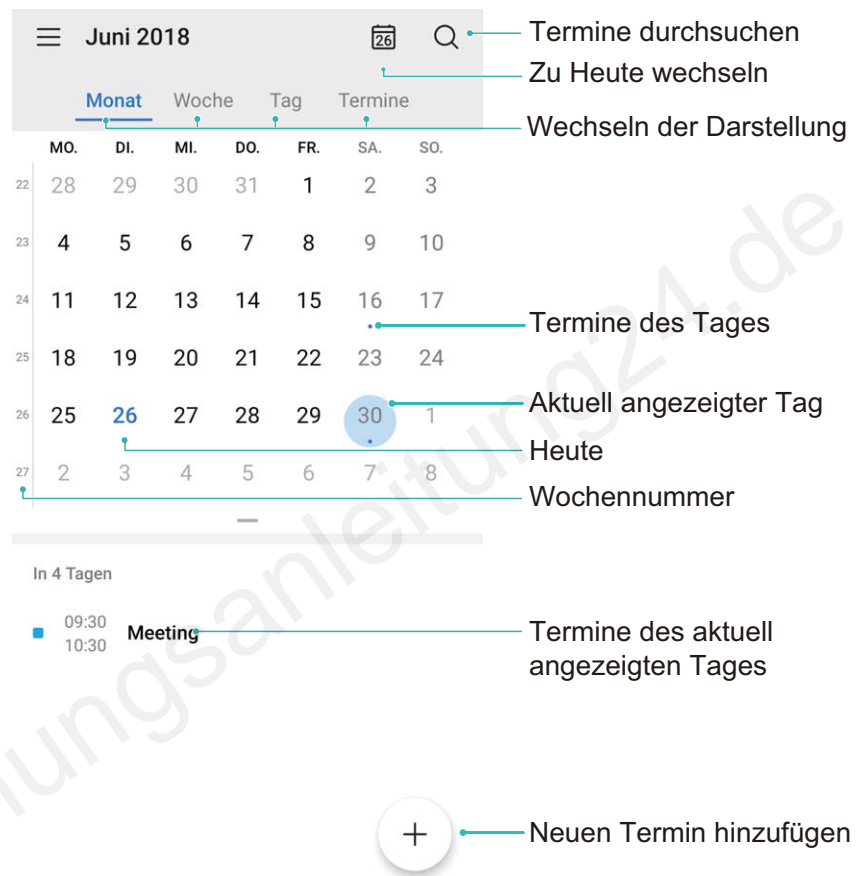 Juni 2018
26
Termine durchsuchen
Zu Heute wechseln
Monat Woche Tag Termine
Wechseln der Darstellung
MO. DI. MI. DO. FR. SA. SO.
22 28 29 30 31 1 2 3
23 4 5 6 7 8 9 10
24 11 12 13 14 15 16 17
Termine des Tages
25 18 19 20 21 22 23 24
26 25 26 27 28 29 30 1
Aktuell angezeigter Tag
Heute
27 2 3 4 5 6 7 8
Wochennummer
In 4 Tagen
09:30
10:30
Meeting
Termine des aktuell
angezeigten Tages
+
Neuen Termin hinzufügen
ungsanleitung24.de